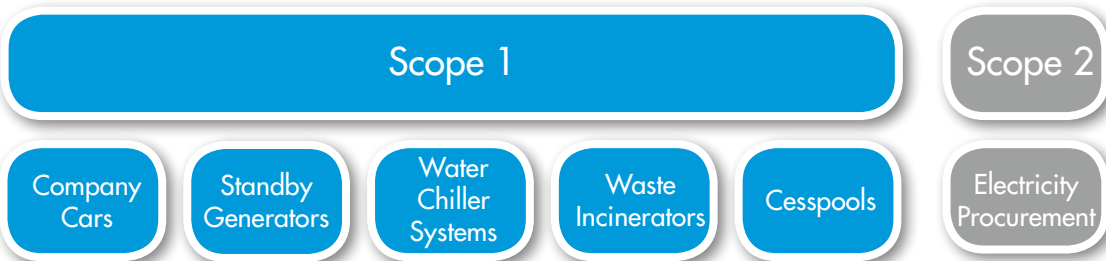 Scope 1
Scope 2
Company
Cars
Standby
Generators
Water
Chiller
Systems
Waste
Incinerators
Cesspools
Electricity
Procurement